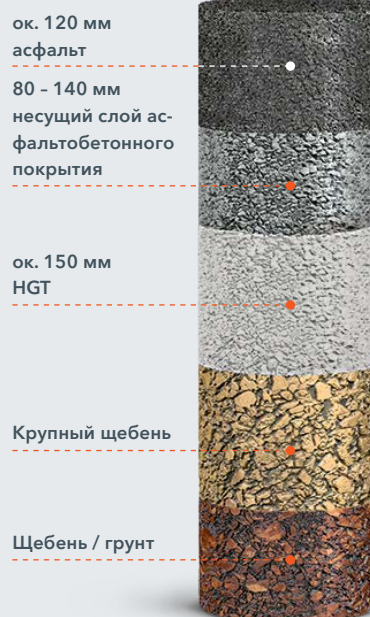 ок. 120 мм
асфальт
80 – 140 мм
несущий слой ас-
фальтобетонного
покрытия
ок. 150 мм
HGT
Крупный щебень
Щебень / грунт